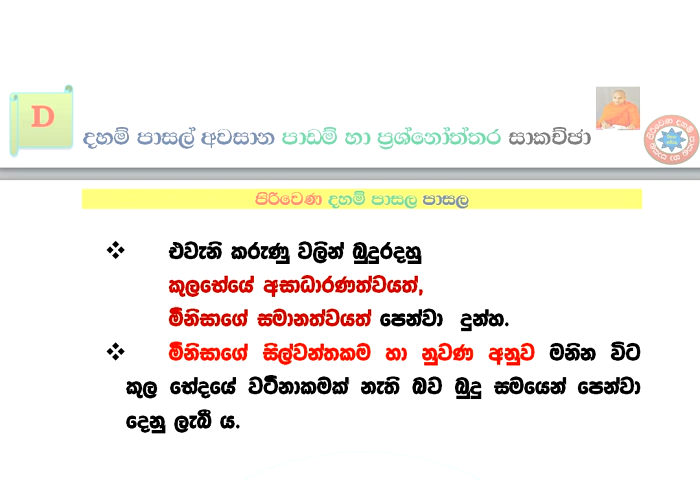 D
දහම් පාසල් අවසාන පාඩම් හා ප්‍රශ්නෝත්තර සාකච්ඡා
පිරිවෙණ දහම් පාසල පාසල
❖ එවැනි කරුණු වලින් බුදුරදහු
කුලභේයේ අසාධාරණත්වයත්,
මිනිසාගේ සමානත්වයත් පෙන්වා දුන්හ.
❖ මිනිසාගේ සිල්වන්තකම හා නුවණ අනුව මනින විට
කුල භේදයේ වටිනාකමක් නැති බව බුදු සමයෙන් පෙන්වා
දෙනු ලැබී ය.